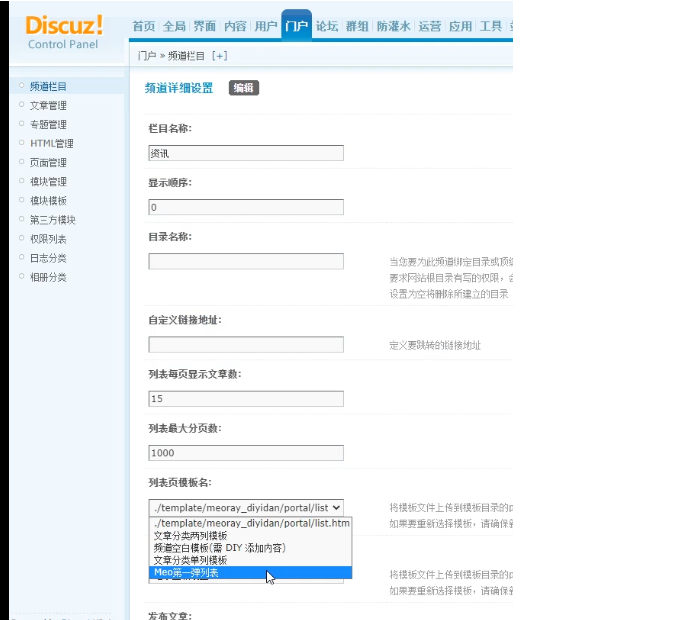 Discuz!
Control Panel
首页 全局 界面 内容 用户 门户 论坛 群组 防灌水 运营 应用 工具
门户 » 频道栏目 [+]
频道栏目
文章管理
专题管理
HTML管理
页面管理
模块管理
模块模板
第三方模块
权限列表
日志分类
相册分类
频道详细设置 编辑
栏目名称:
资讯
显示顺序:
0
目录名称:
当您要为此频道绑定目录或顶
要求网站根目录有写的权限，
设置为空将删除所建立的目录
自定义链接地址:
定义要跳转的链接地址
列表每页显示文章数:
15
列表最大分页数:
1000
列表页模板名:
./template/meoray_diyidan/portal/list
将模板文件上传到模板目录的
如果要重新选择模板，请确保
./template/meoray_diyidan/portal/list.htm
文章分类两列模板
频道空白模板(需 DIY 添加内容)
文章分类单列模板
Meo第一弹列表
将模板文件上传到模板目录的
如果要重新选择模板，请确保
发布文章: